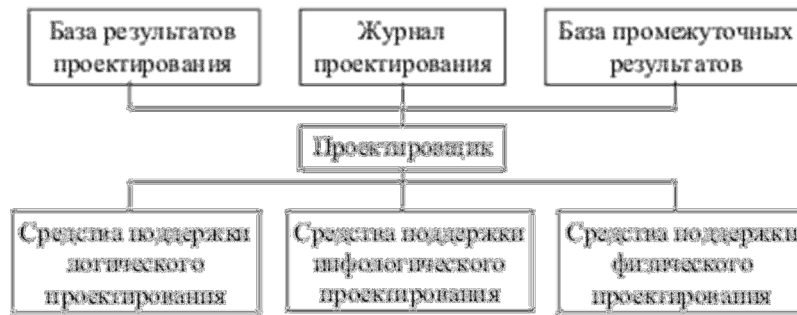 База результатов
проектирования
Журнал
проектирования
База промежуточных
результатов
Проектировщик
Средства поддержки
логического
проектирования
Средства поддержки
инфологического
проектирования
Средства поддержки
физического
проектирования